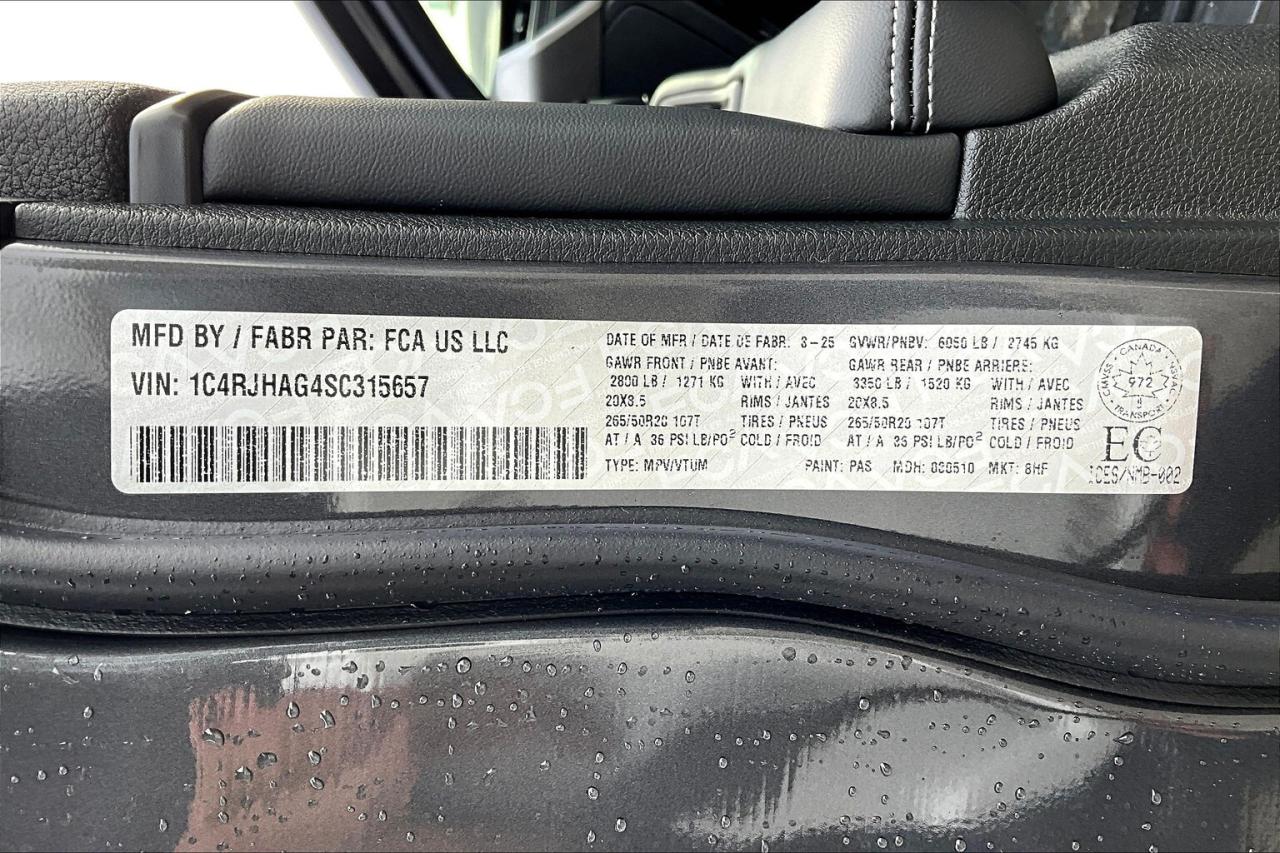 MFD BY / FABR PAR: FCA US LLC
VIN: 1C4RJHAG4SC315657
DATE OF MFR / DATE DE FABR: 3-25
GVWR/PNBV: 6050 LB / 2745 KG
GAWR FRONT / PNBE AVANT:
2800 LB / 1271 KG WITH / AVEC
20X8.5 RIMS / JANTES
265/50R20 107T TIRES / PNEUS
AT / A 36 PSI LB/PO² COLD / FROID
GAWR REAR / PNBE ARRIERE:
3350 LB / 1520 KG WITH / AVEC
20X8.5 RIMS / JANTES
265/50R20 107T TIRES / PNEUS
AT / A 36 PSI LB/PO² COLD / FROID
TYPE: MPV/VTUM PAINT: PAS MDH: 030510 MKT: 8HF
CANADA
972
TRANSPORT
EC
ICES/NMB-002